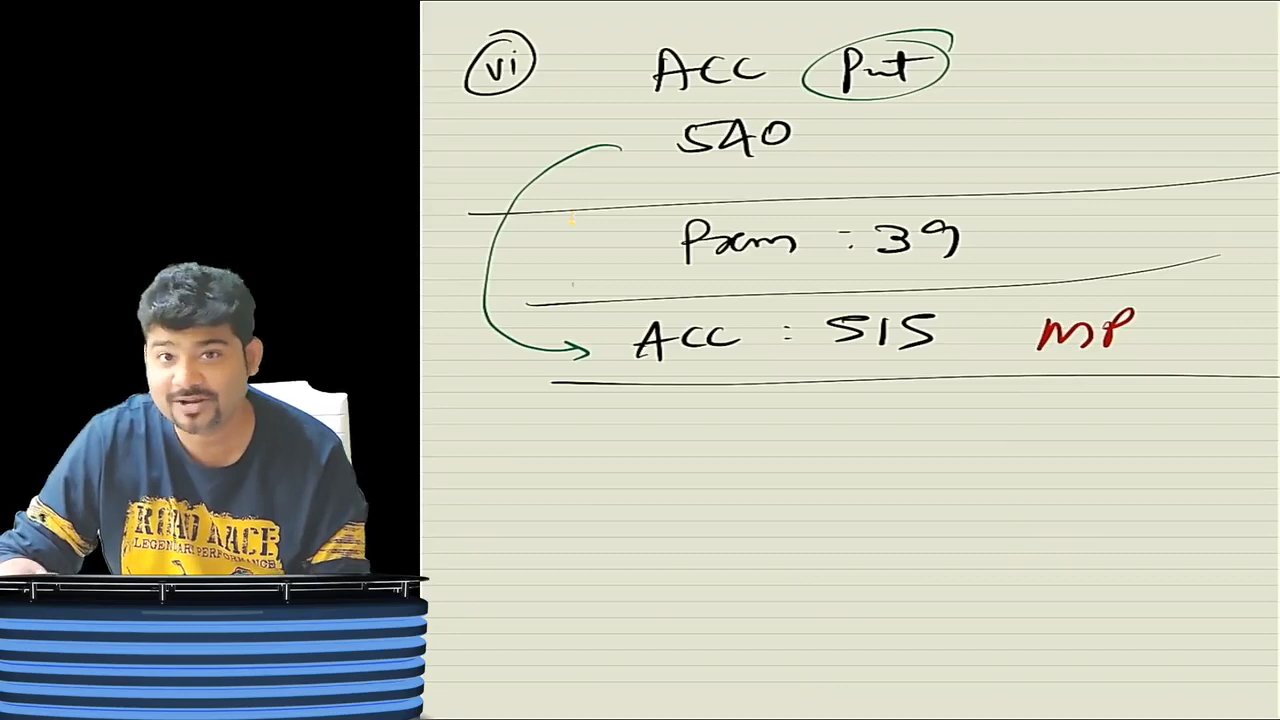 vi ACC Put
540
Prem : 39
ACC : 515 MP
ROAD RACE
LEGENDARY PERFORMANCE